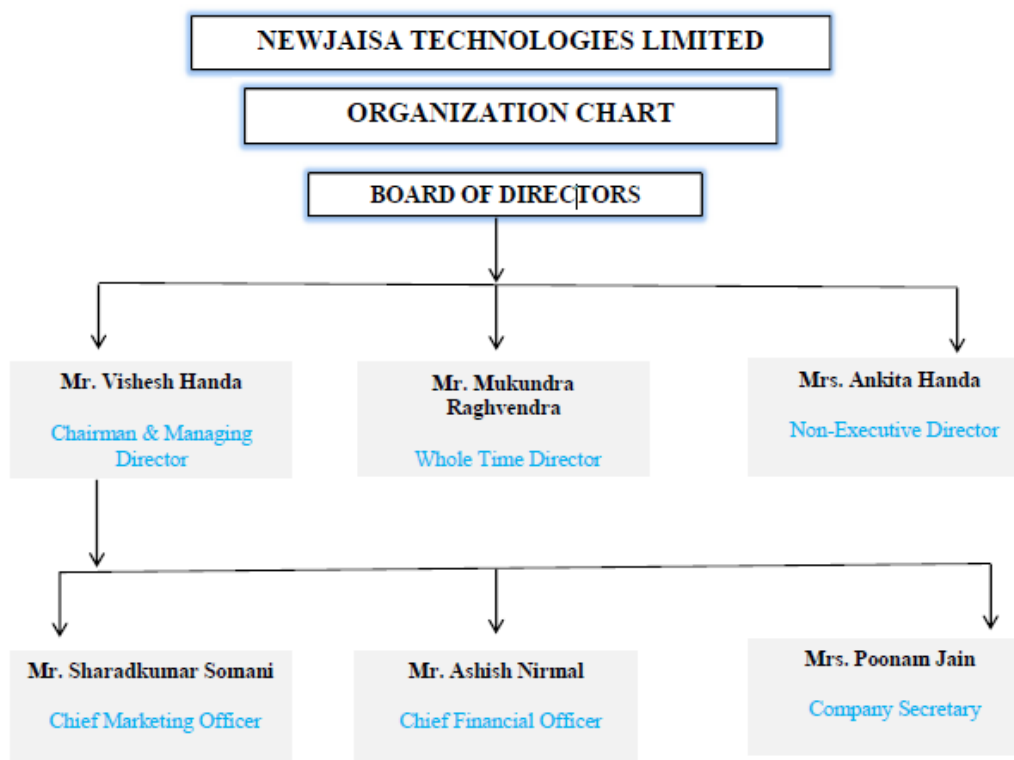 NEWJAISA TECHNOLOGIES LIMITED
ORGANIZATION CHART
BOARD OF DIRECTORS
Mr. Vishesh Handa
Chairman & Managing
Director
Mr. Mukundra
Raghvendra
Whole Time Director
Mrs. Ankita Handa
Non-Executive Director
Mr. Sharadkumar Somani
Chief Marketing Officer
Mr. Ashish Nirmal
Chief Financial Officer
Mrs. Poonam Jain
Company Secretary